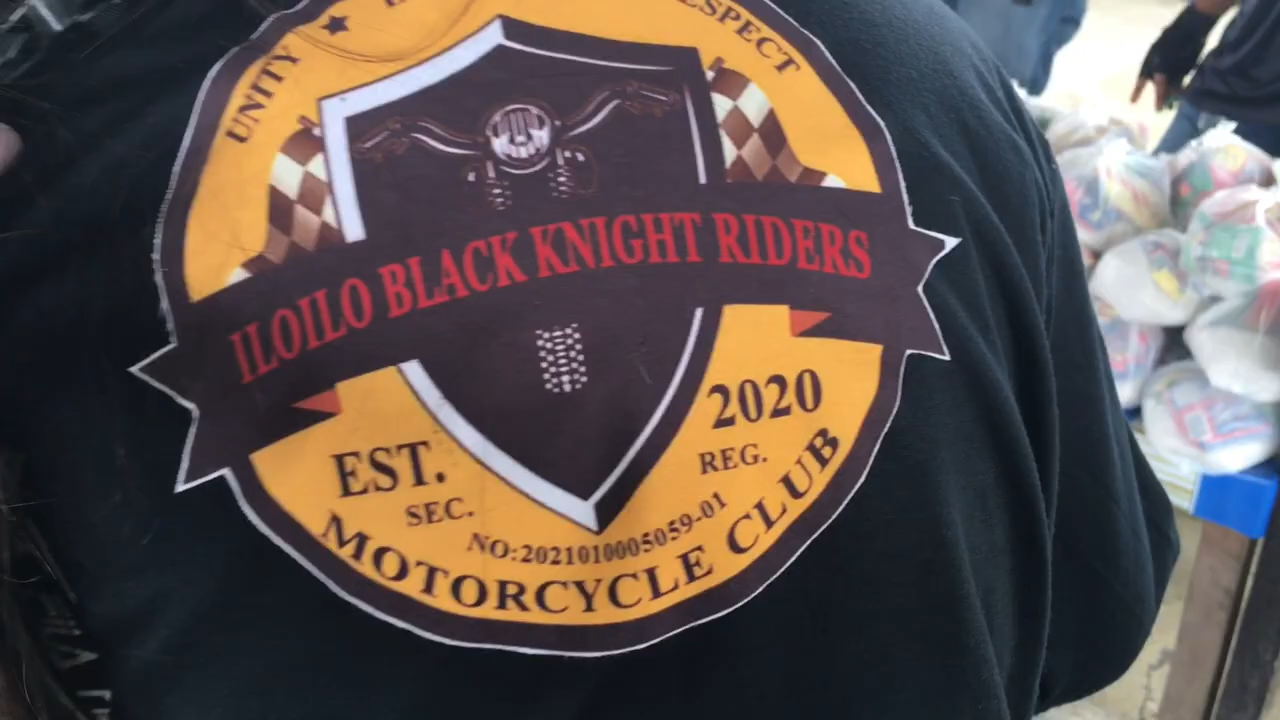 UNITY
RESPECT
ILOILO BLACK KNIGHT RIDERS
EST. 2020
SEC. REG.
NO:2021010005059-01
MOTORCYCLE CLUB